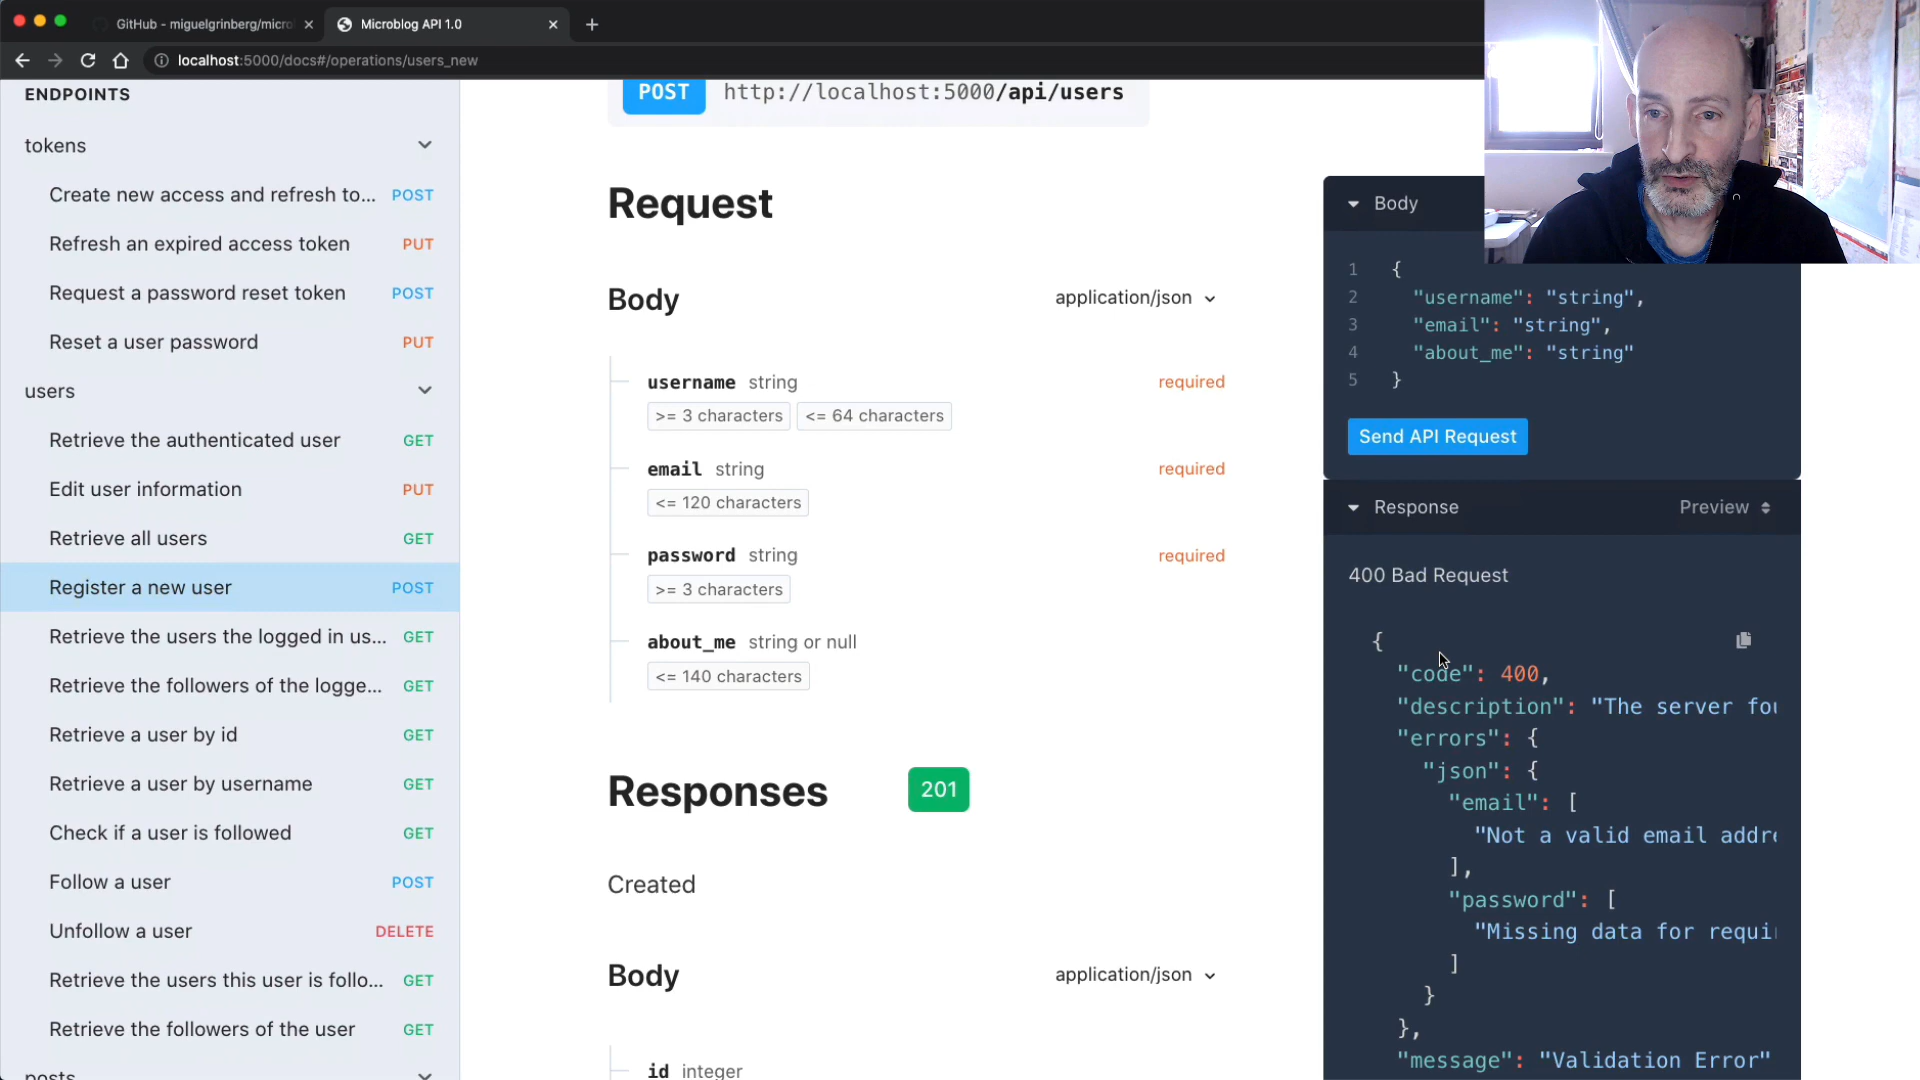 GitHub - miguelgrinberg/micro
Microblog API 1.0
localhost:5000/docs#/operations/users_new
ENDPOINTS
tokens
Create new access and refresh to... POST
Refresh an expired access token PUT
Request a password reset token POST
Reset a user password PUT
users
Retrieve the authenticated user GET
Edit user information PUT
Retrieve all users GET
Register a new user POST
Retrieve the users the logged in us... GET
Retrieve the followers of the logge... GET
Retrieve a user by id GET
Retrieve a user by username GET
Check if a user is followed GET
Follow a user POST
Unfollow a user DELETE
Retrieve the users this user is follo... GET
Retrieve the followers of the user GET
posts
POST http://localhost:5000/api/users
Request
Body application/json
username string required
>= 3 characters <= 64 characters
email string required
<= 120 characters
password string required
>= 3 characters
about_me string or null
<= 140 characters
Responses 201
Created
Body application/json
id integer
Body
1 {
2 "username": "string",
3 "email": "string",
4 "about_me": "string"
5 }
Send API Request
Response Preview
400 Bad Request
{
"code": 400,
"description": "The server fou
"errors": {
"json": {
"email": [
"Not a valid email addre
],
"password": [
"Missing data for requi
]
}
},
"message": "Validation Error"